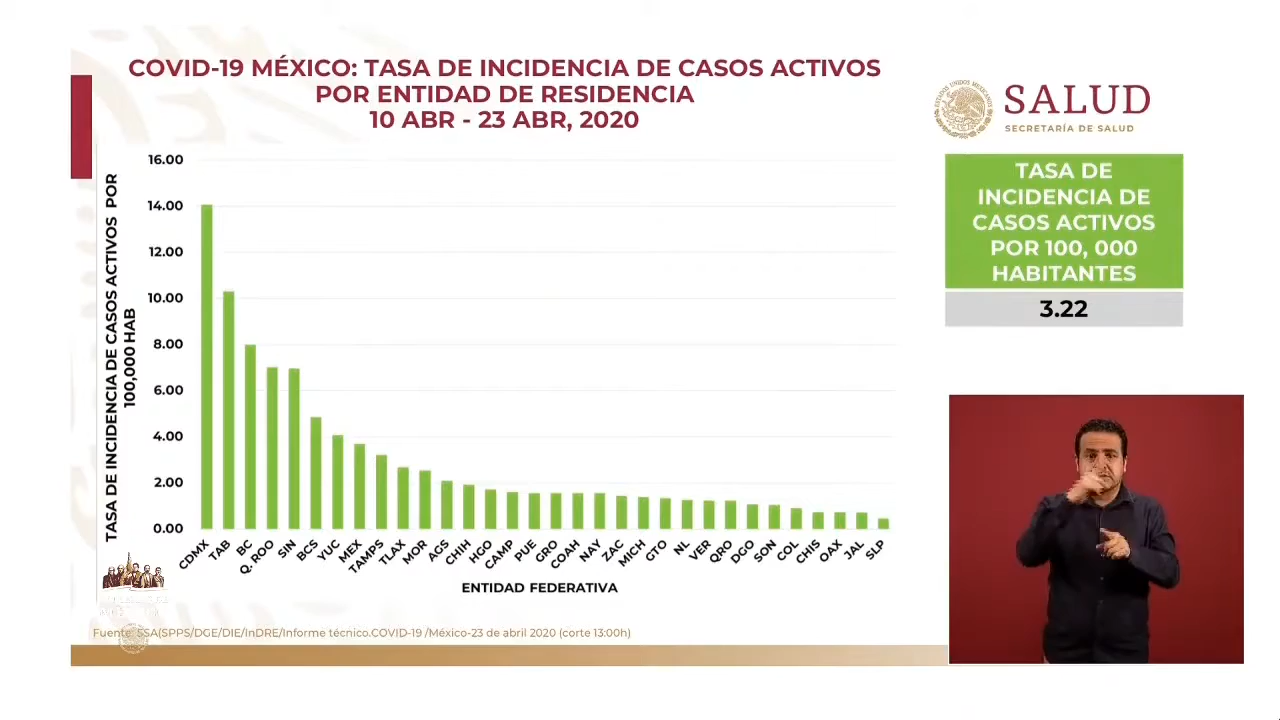 COVID-19 MÉXICO: TASA DE INCIDENCIA DE CASOS ACTIVOS
POR ENTIDAD DE RESIDENCIA
10 ABR - 23 ABR, 2020
ESTADOS UNIDOS MEXICANOS
SALUD
SECRETARÍA DE SALUD
TASA DE
INCIDENCIA DE
CASOS ACTIVOS
POR 100, 000
HABITANTES
3.22
TASA DE INCIDENCIA DE CASOS ACTIVOS POR
100,000 HAB
16.00
14.00
12.00
10.00
8.00
6.00
4.00
2.00
0.00
CDMX
TAB
BC
Q. ROO
SIN
BCS
YUC
MEX
TAMPS
TLAX
MOR
AGS
CHIH
HGO
CAMP
PUE
GRO
COAH
NAY
ZAC
MICH
GTO
NL
VER
QRO
DGO
SON
COL
CHIS
OAX
JAL
SLP
ENTIDAD FEDERATIVA
Fuente: SSA(SPPS/DGE/DIE/InDRE/Informe técnico.COVID-19 /México-23 de abril 2020 (corte 13:00h)